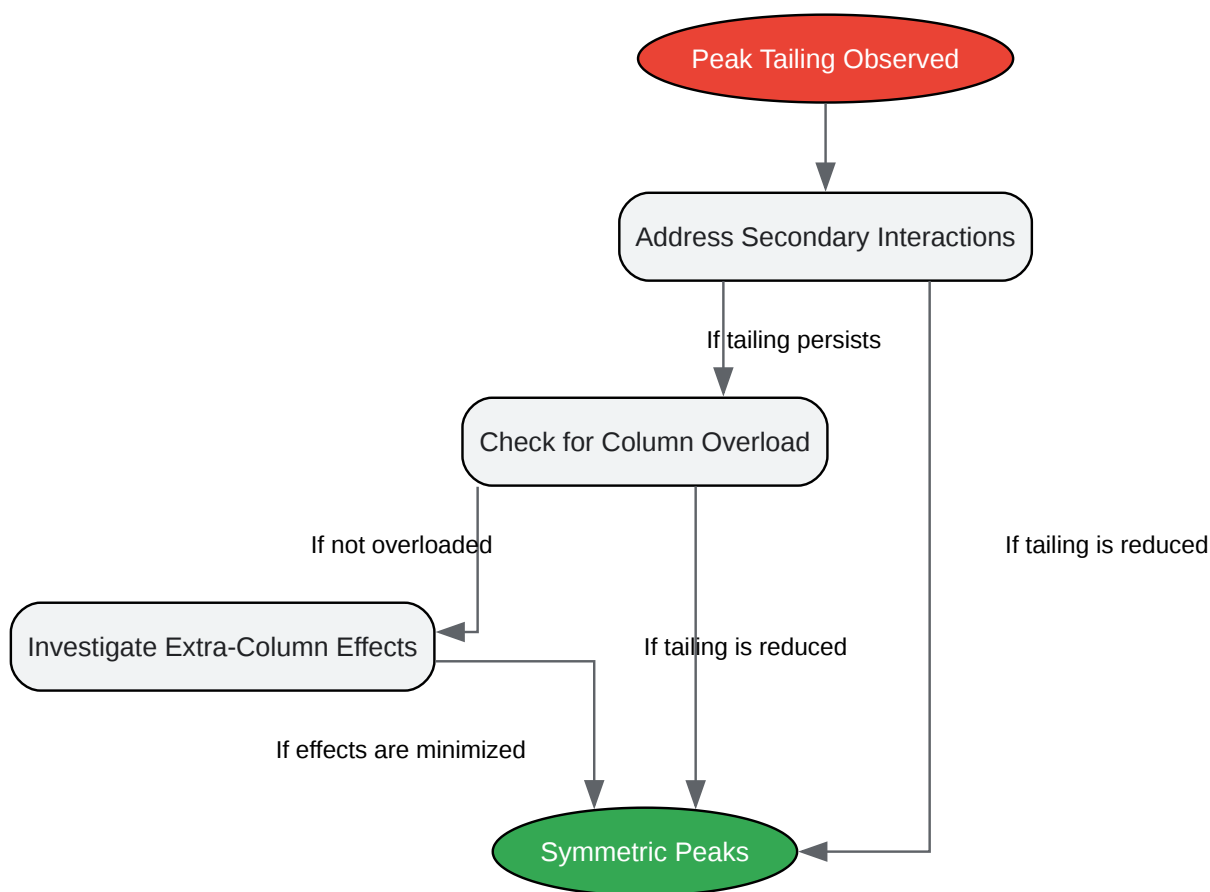 Peak Tailing Observed
Address Secondary Interactions
If tailing persists
Check for Column Overload
If not overloaded
If tailing is reduced
Investigate Extra-Column Effects
If tailing is reduced
If effects are minimized
Symmetric Peaks